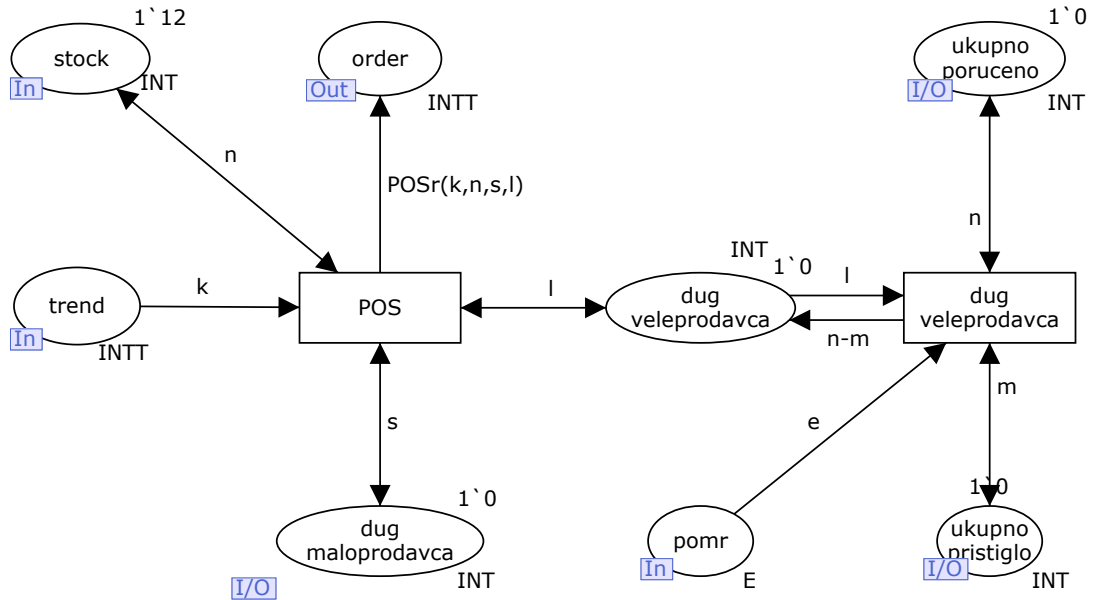 1`12
stock
In
INT
order
Out
INTT
1`0
ukupno
poruceno
I/O
INT
n
POSr(k,n,s,l)
n
trend
In
INTT
k
POS
l
INT
1`0
dug
veleprodavca
l
n-m
dug
veleprodavca
s
e
m
1`0
dug
maloprodavca
I/O
INT
pomr
In
E
1`0
ukupno
pristiglo
I/O
INT